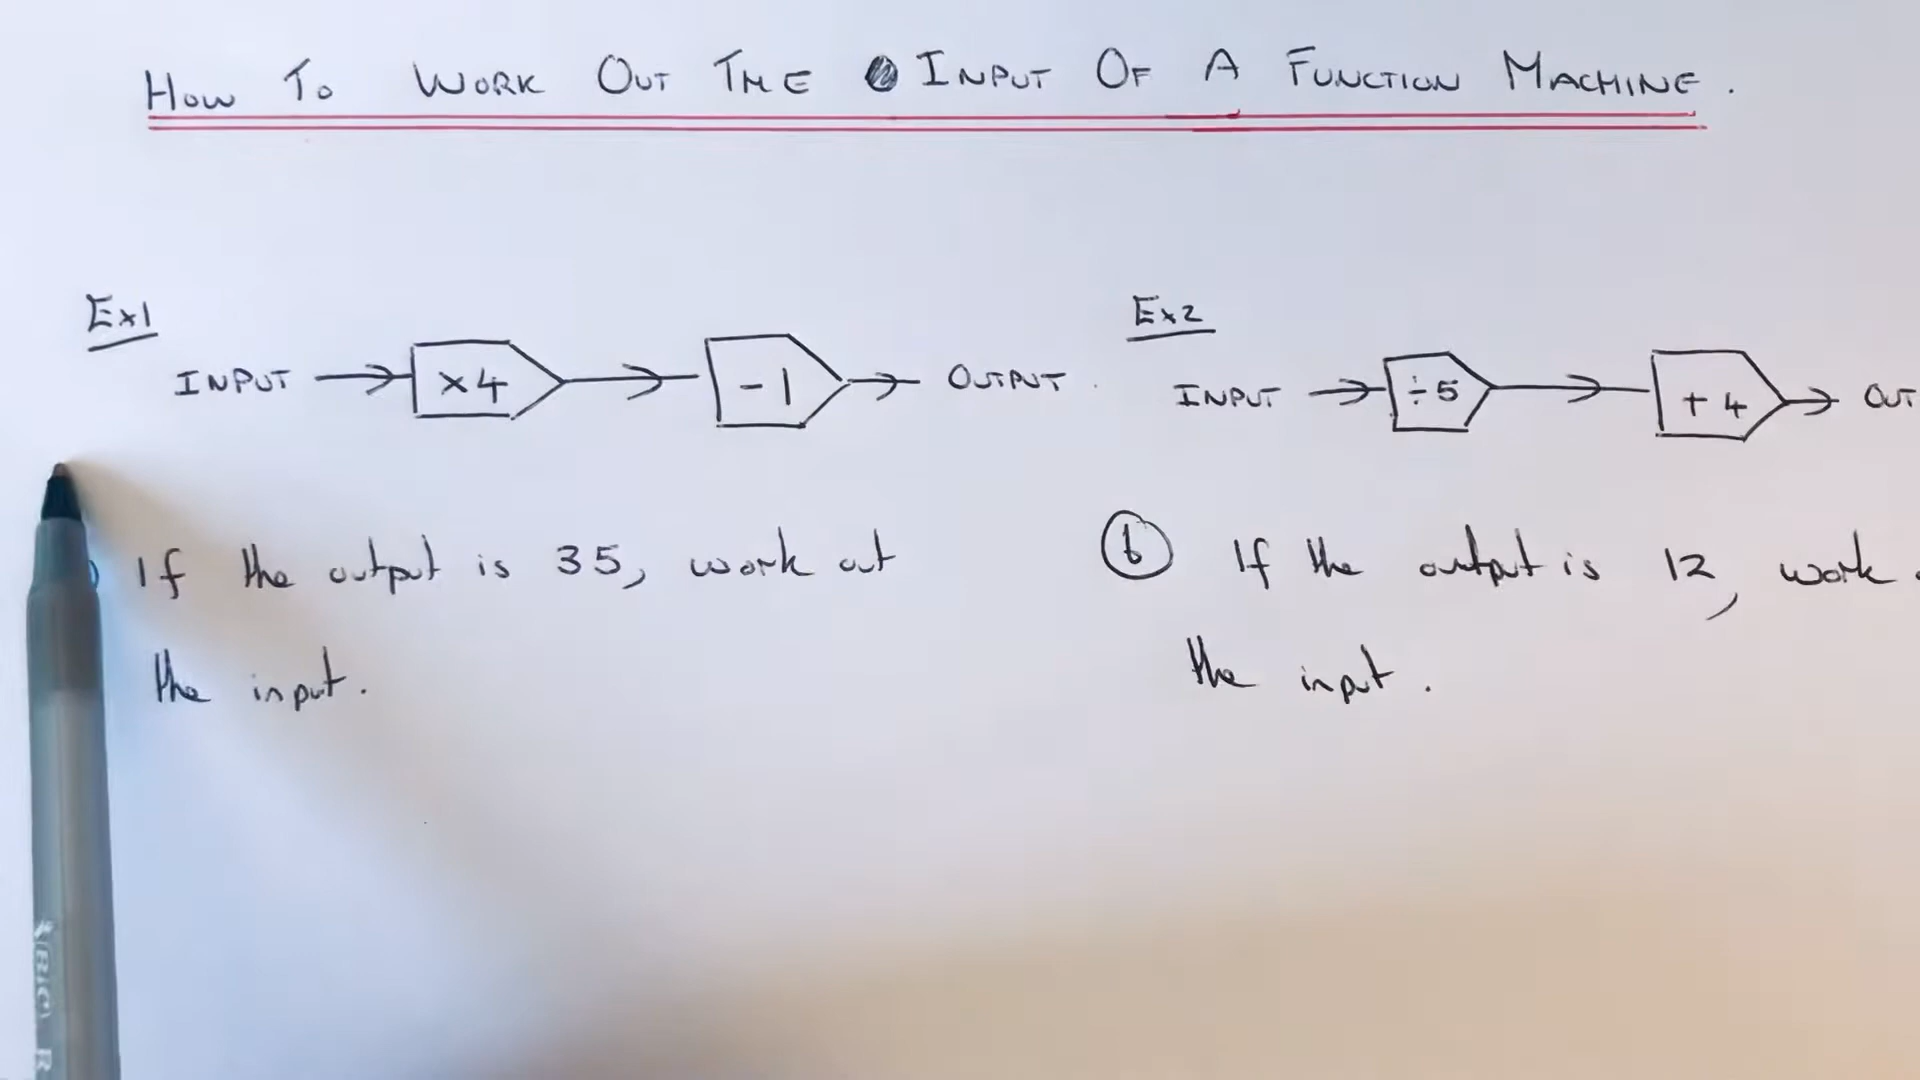 HOW TO WORK OUT THE INPUT OF A FUNCTION MACHINE.
Ex1
INPUT ×4 -1 OUTPUT
If the output is 35, work out
the input.
Ex2
INPUT ÷5 +4 OUT
b If the output is 12, work
the input.
BIC R